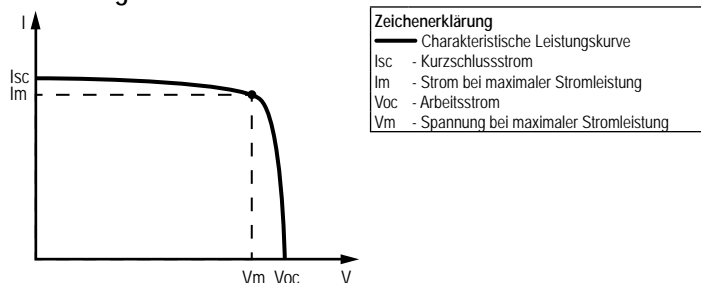 I
Isc
Im
Vm Voc V
Zeichenerklärung
Charakteristische Leistungskurve
Isc - Kurzschlussstrom
Im - Strom bei maximaler Stromleistung
Voc - Arbeitsstrom
Vm - Spannung bei maximaler Stromleistung